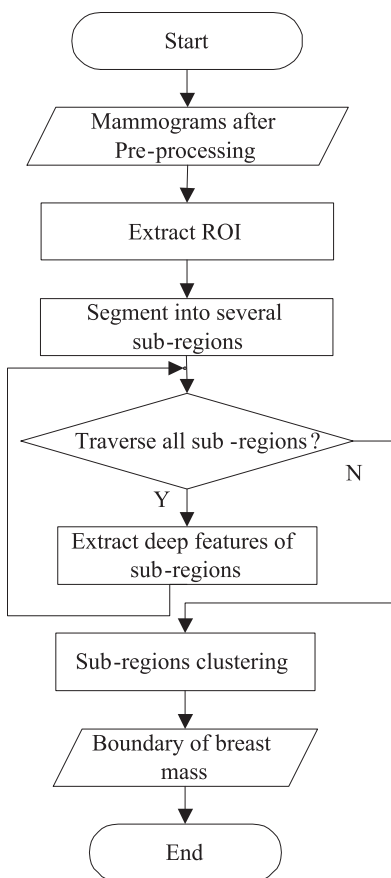 Start
Mammograms after
Pre-processing
Extract ROI
Segment into several
sub-regions
Traverse all sub -regions ?
N
Y
Extract deep features of
sub-regions
Sub-regions clustering
Boundary of breast
mass
End